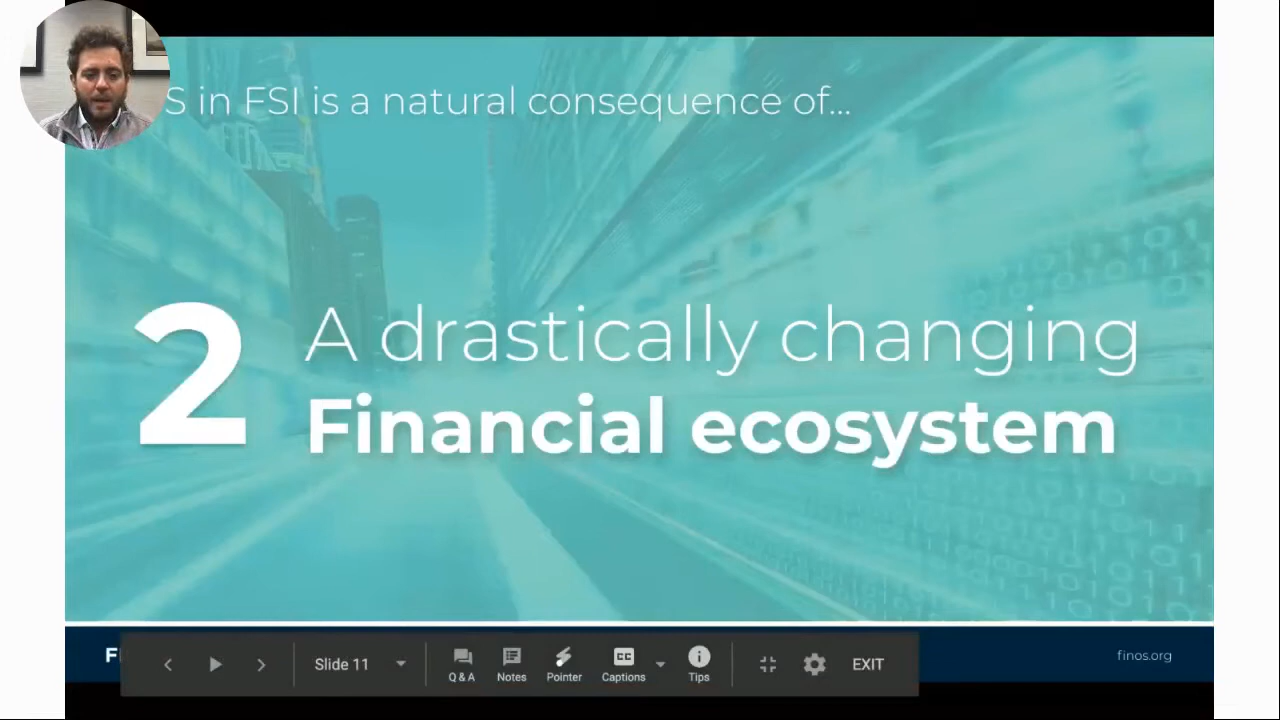 S in FSI is a natural consequence of...
2
A drastically changing
Financial ecosystem
finos.org
Slide 11
Q & A
Notes
Pointer
CC
Captions
Tips
EXIT